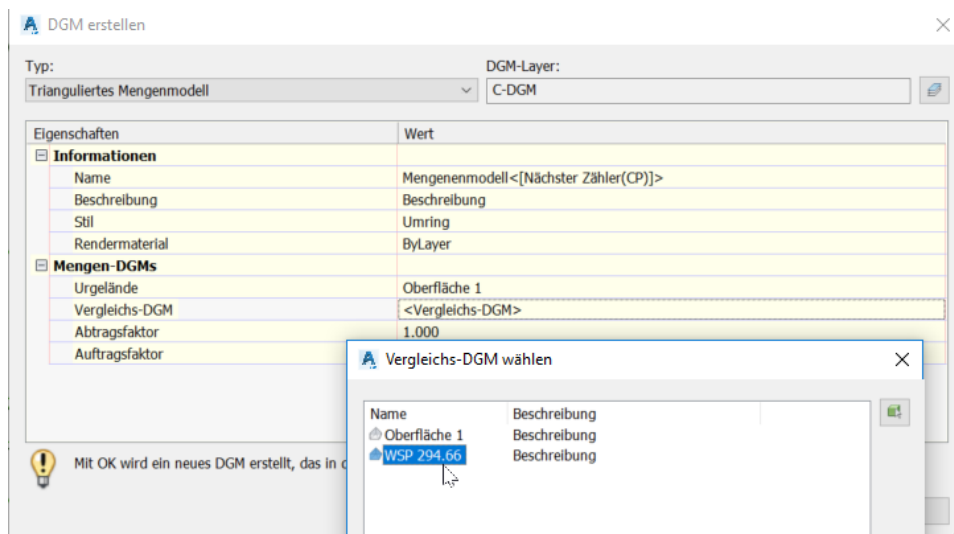 DGM erstellen
Typ:
DGM-Layer:
Trianguliertes Mengenmodell
C-DGM
Eigenschaften Wert
Informationen
Name Mengenenmodell<[Nächster Zähler(CP)]>
Beschreibung Beschreibung
Stil Umring
Rendermaterial ByLayer
Mengen-DGMs
Urgelände Oberfläche 1
Vergleichs-DGM <Vergleichs-DGM>
Abtragsfaktor 1.000
Auftragsfaktor
Vergleichs-DGM wählen
Name Beschreibung
Oberfläche 1 Beschreibung
WSP 294.66 Beschreibung
Mit OK wird ein neues DGM erstellt, das in